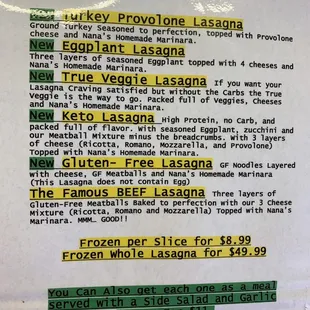 New Turkey Provolone Lasagna
Ground Turkey Seasoned to perfection, topped with Provolone
cheese and Nana's Homemade Marinara.
New Eggplant Lasagna
Three layers of seasoned Eggplant topped with 4 cheeses and
Nana's Homemade Marinara.
New True Veggie Lasagna If you want your
Lasagna Craving satisfied but without the Carbs the True
Veggie is the way to go. Packed full of Veggies, Cheeses
and Nana's Homemade Marinara.
New Keto Lasagna High Protein, no Carb, and
packed full of flavor. With seasoned Eggplant, zucchini and
our Meatball Mixture minus the breadcrumbs. With 3 layers
of cheese (Ricotta, Romano, Mozzarella, and Provolone)
Topped with Nana's Homemade Marinara.
New Gluten- Free Lasagna GF Noodles Layered
with cheese, GF Meatballs and Nana's Homemade Marinara
(This Lasagna does not contain Egg)
The Famous BEEF Lasagna Three layers of
Gluten-Free Meatballs Baked to perfection with our 3 Cheese
Mixture (Ricotta, Romano and Mozzarella) Topped with Nana's
Marinara. MMM… GOOD!!
Frozen per Slice for $8.99
Frozen Whole Lasagna for $49.99
You Can Also get each one as a meal
served with a Side Salad and Garlic